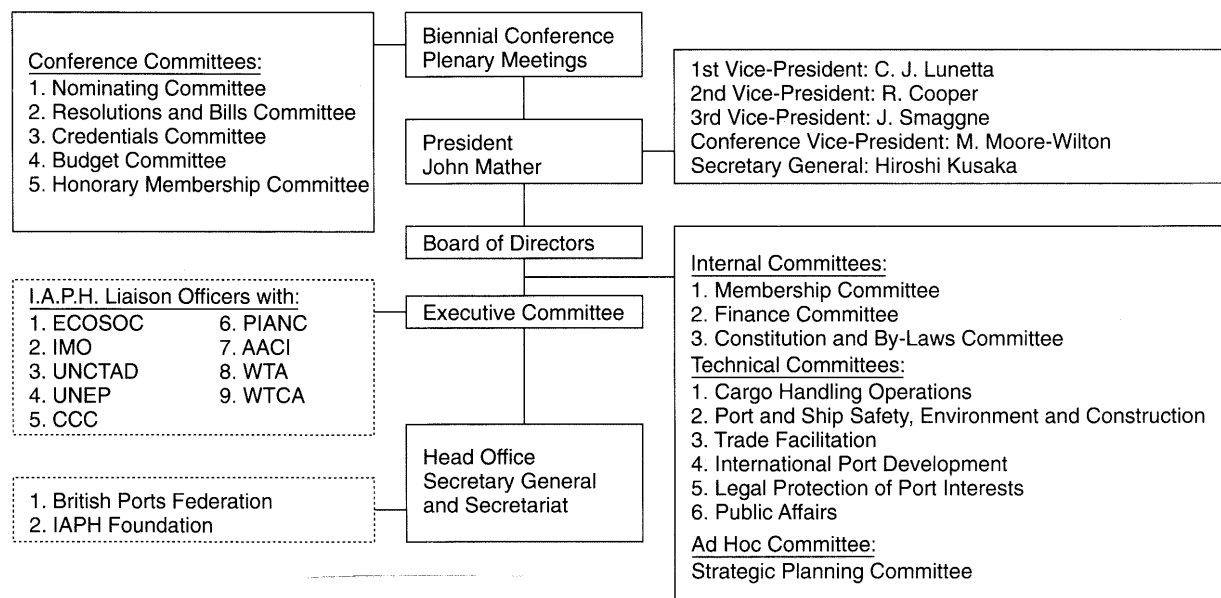 Biennial Conference
Plenary Meetings
Conference Committees:
1. Nominating Committee
2. Resolutions and Bills Committee
3. Credentials Committee
4. Budget Committee
5. Honorary Membership Committee
President
John Mather
1st Vice-President: C. J. Lunetta
2nd Vice-President: R. Cooper
3rd Vice-President: J. Smaggne
Conference Vice-President: M. Moore-Wilton
Secretary General: Hiroshi Kusaka
Board of Directors
Executive Committee
I.A.P.H. Liaison Officers with:
1. ECOSOC 6. PIANC
2. IMO 7. AACI
3. UNCTAD 8. WTA
4. UNEP 9. WTCA
5. CCC
Internal Committees:
1. Membership Committee
2. Finance Committee
3. Constitution and By-Laws Committee
Technical Committees:
1. Cargo Handling Operations
2. Port and Ship Safety, Environment and Construction
3. Trade Facilitation
4. International Port Development
5. Legal Protection of Port Interests
6. Public Affairs
Ad Hoc Committee:
Strategic Planning Committee
Head Office
Secretary General
and Secretariat
1. British Ports Federation
2. IAPH Foundation